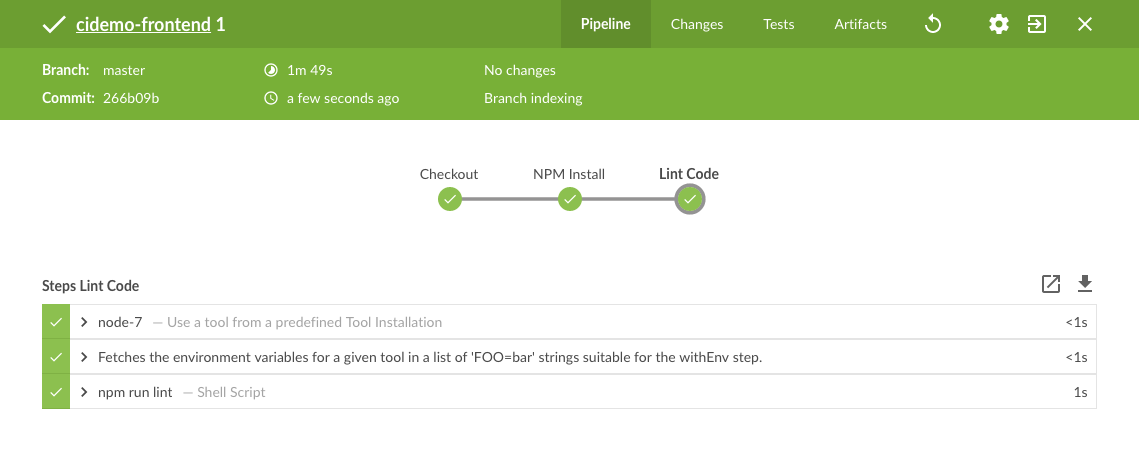 cidemo-frontend 1 Pipeline Changes Tests Artifacts
Branch: master 1m 49s No changes
Commit: 266b09b a few seconds ago Branch indexing
Checkout NPM Install Lint Code
Steps Lint Code
node-7 — Use a tool from a predefined Tool Installation <1s
Fetches the environment variables for a given tool in a list of 'FOO=bar' strings suitable for the withEnv step. <1s
npm run lint — Shell Script 1s